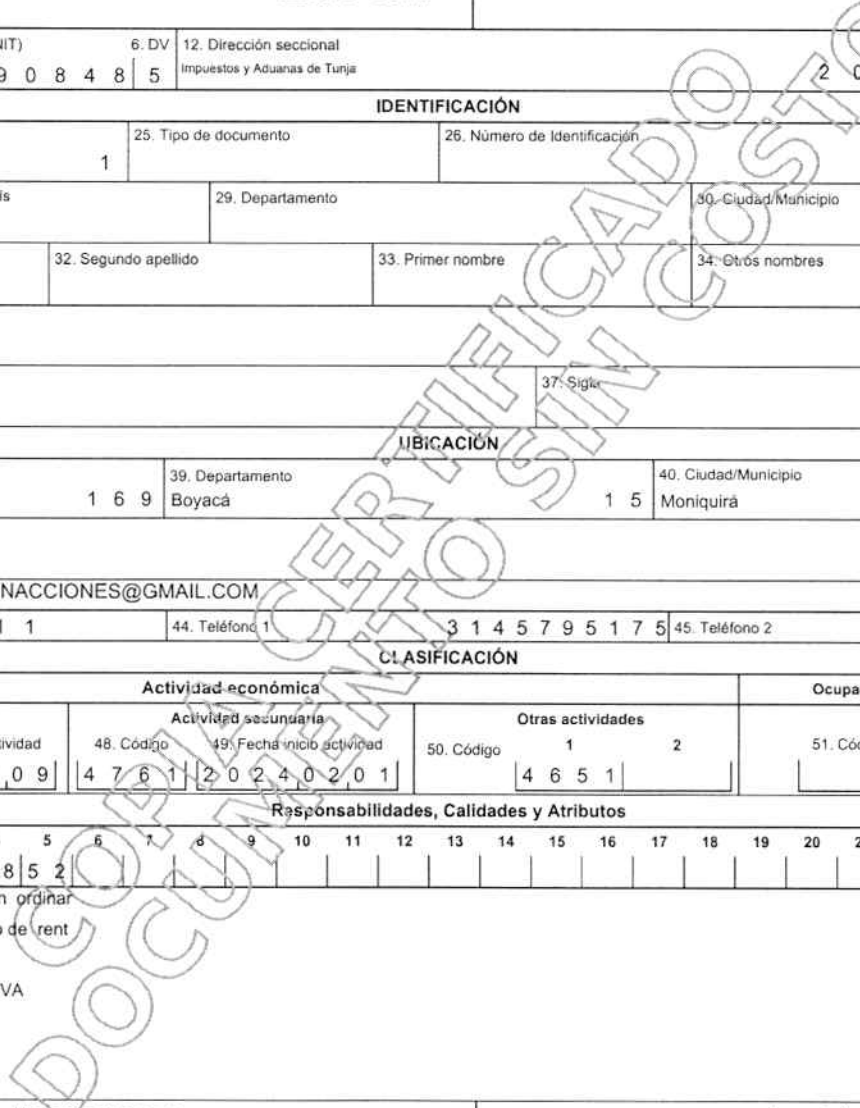 NIT) 6. DV 12. Dirección seccional
9 0 8 4 8 5 Impuestos y Aduanas de Tunja 2 0
IDENTIFICACIÓN
25. Tipo de documento 26. Número de Identificación
1
29. Departamento 30. Ciudad/Municipio
32. Segundo apellido 33. Primer nombre 34. Otros nombres
37. Sigla
UBICACIÓN
39. Departamento 40. Ciudad/Municipio
1 6 9 Boyacá 1 5 Moniquirá
NACCIONES@GMAIL.COM
1 1 44. Teléfono 1 3 1 4 5 7 9 5 1 7 5 45. Teléfono 2
CLASIFICACIÓN
Actividad económica Ocupa
Actividad secundaria Otras actividades
tividad 48. Código 49. Fecha inicio actividad 50. Código 1 2 51. Cód
0 9 4 7 6 1 2 0 2 4 0 2 0 1 4 6 5 1
Responsabilidades, Calidades y Atributos
5 6 7 8 9 10 11 12 13 14 15 16 17 18 19 20 2
8 5 2
n ordinar
o de rent
VA
COPIA CERTIFICADO
DOCUMENTO SIN COSTO